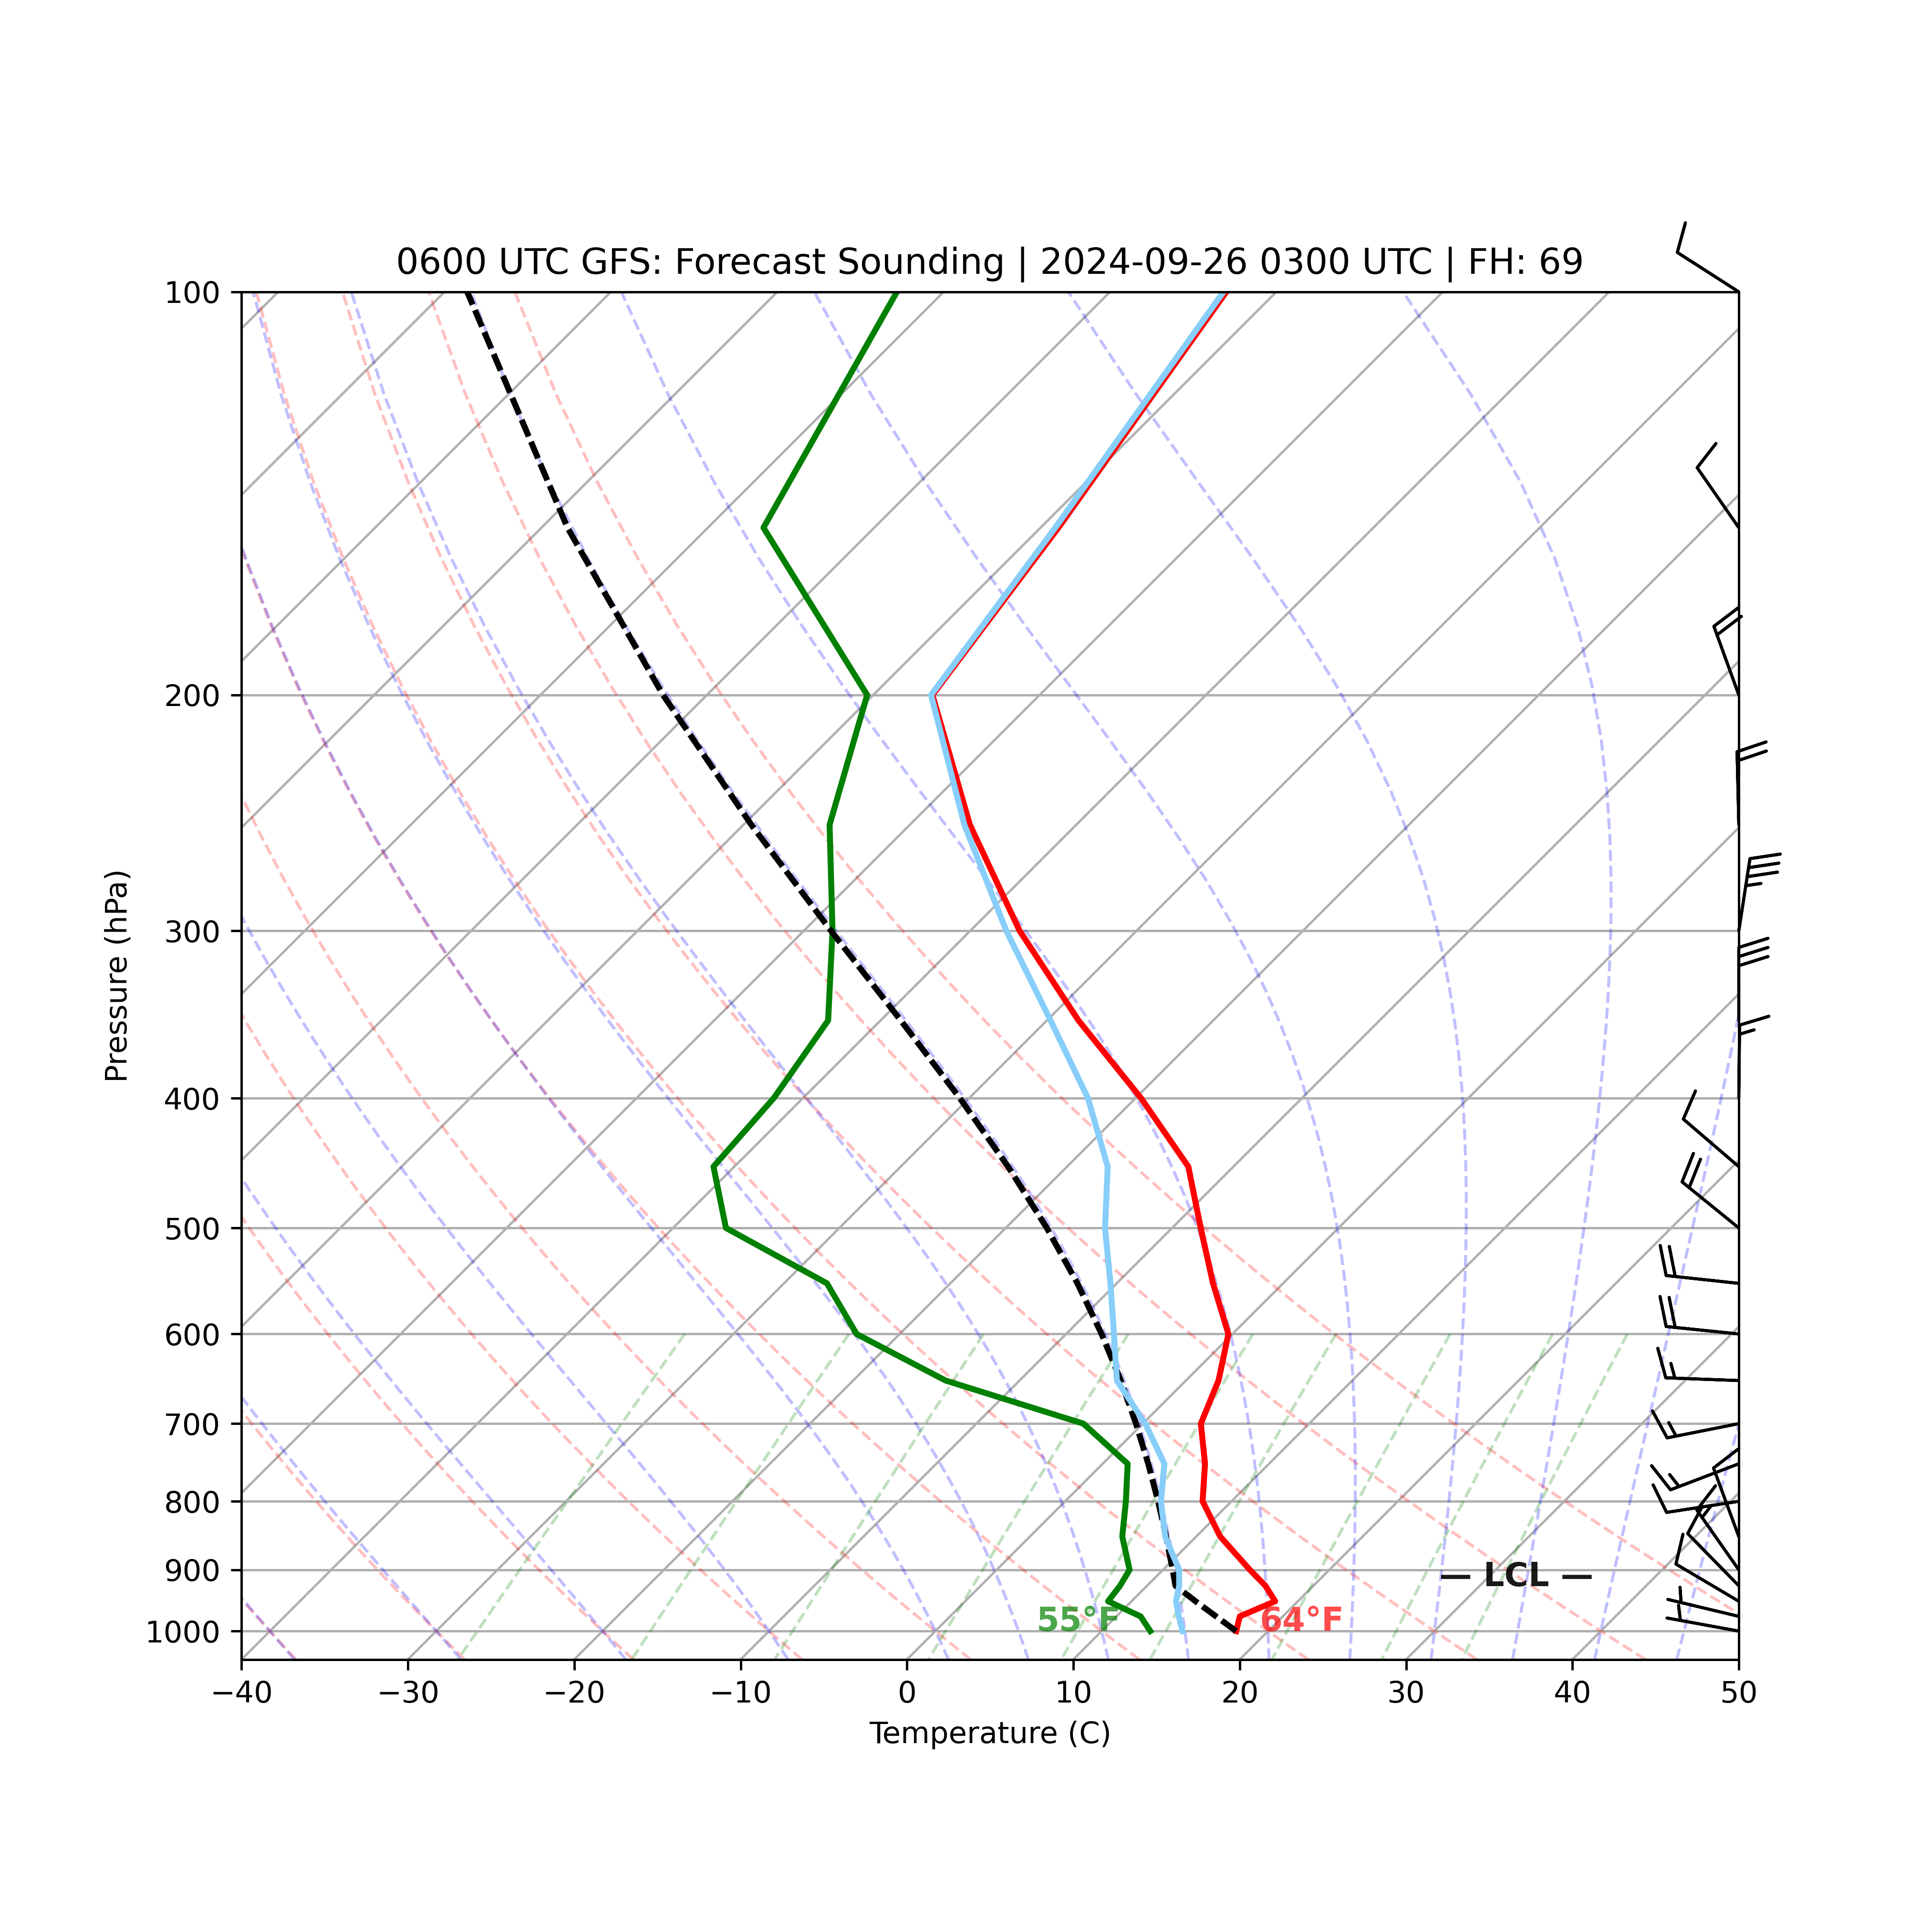 0600 UTC GFS: Forecast Sounding | 2024-09-26 0300 UTC | FH: 69
100
200
300
400
500
600
700
800
900
1000
Pressure (hPa)
— LCL —
55°F
64°F
−40 −30 −20 −10 0 10 20 30 40 50
Temperature (C)